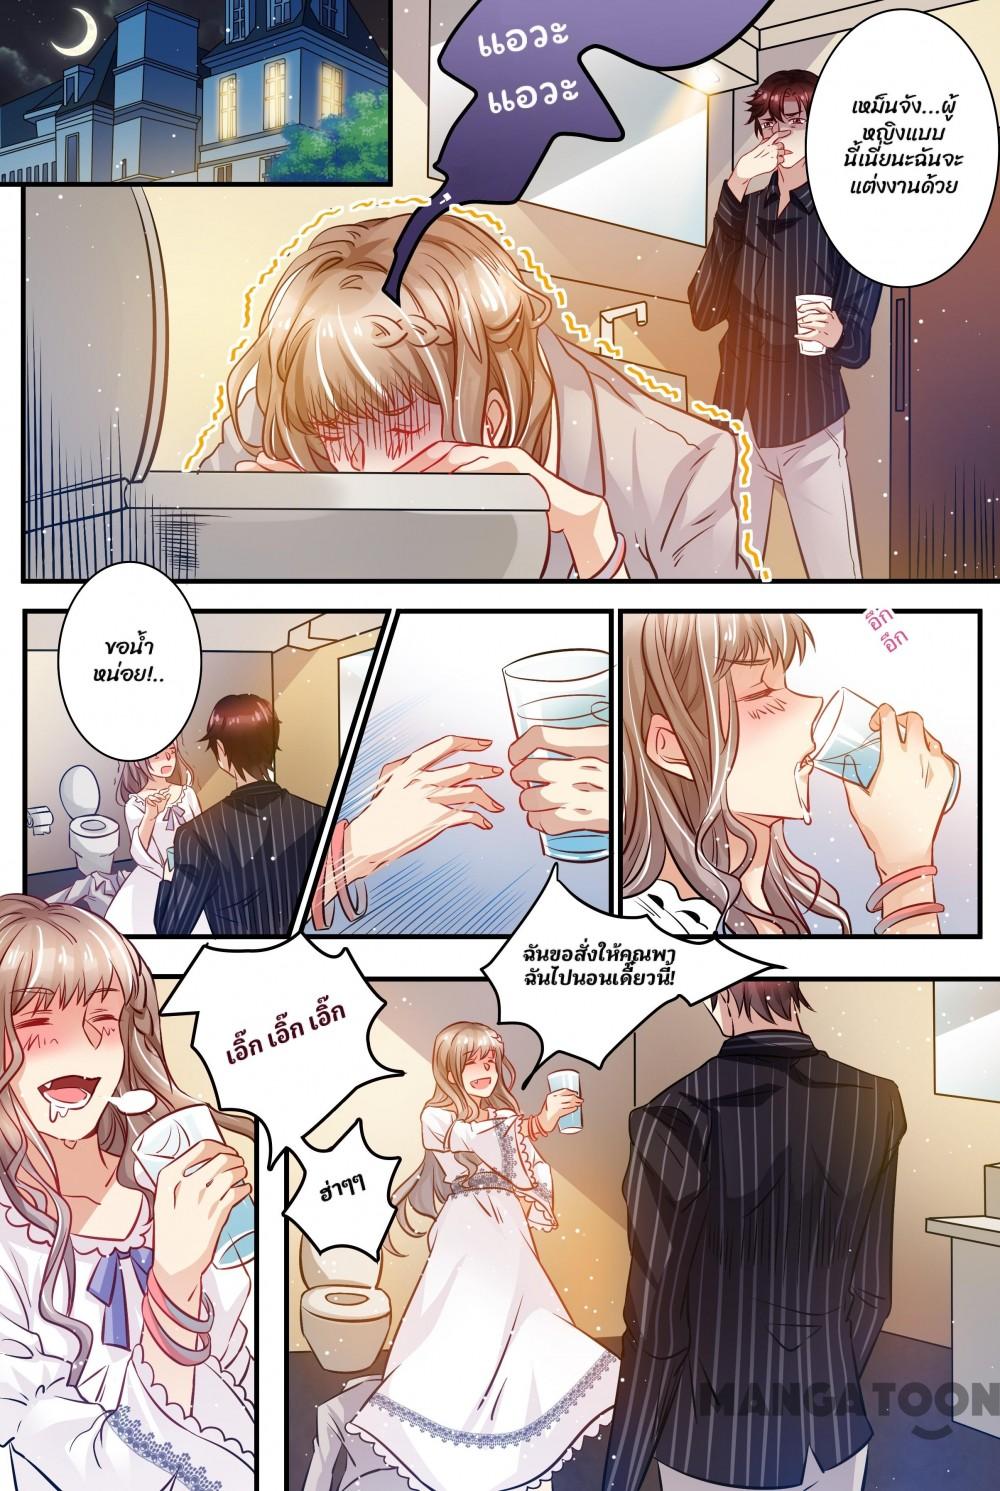 แอวะ
แอวะ
เหม็นจัง...ผู้
หญิงแบบ
นี้เนี่ยนะฉันจะ
แต่งงานด้วย
ขอน้ำ
หน่อย!..
อึก
อึก
เอิ๊ก เอิ๊ก เอิ๊ก
ฉันขอสั่งให้คุณพา
ฉันไปนอนเดี๋ยวนี้!
ฮ่าๆๆ
MANGATOON